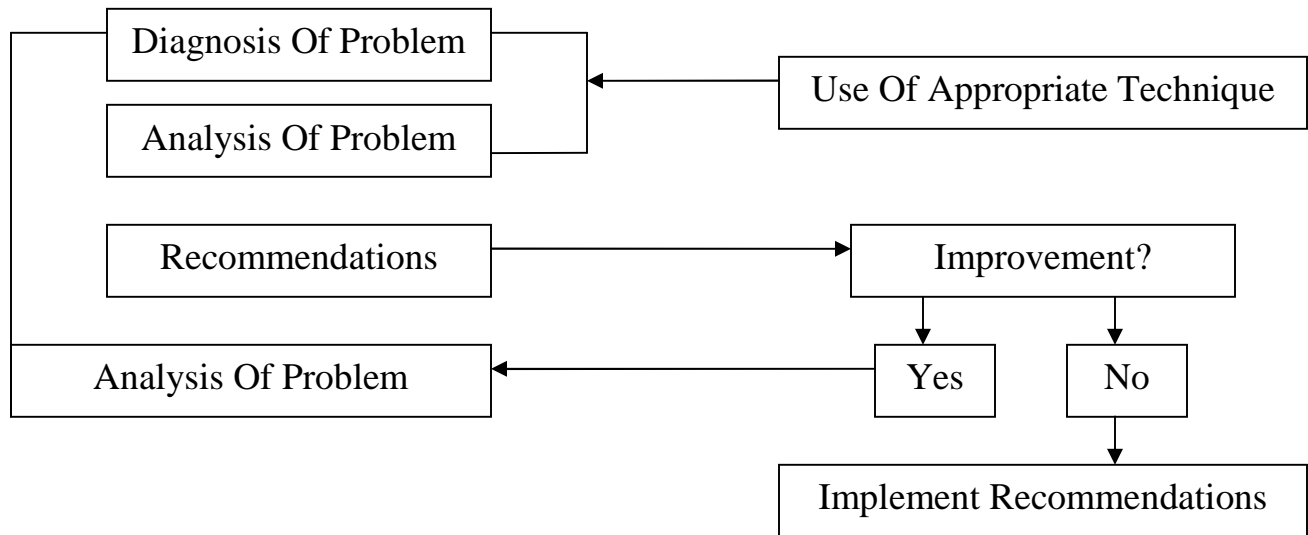 Diagnosis Of Problem
Use Of Appropriate Technique
Analysis Of Problem
Recommendations
Improvement?
Analysis Of Problem
Yes
No
Implement Recommendations